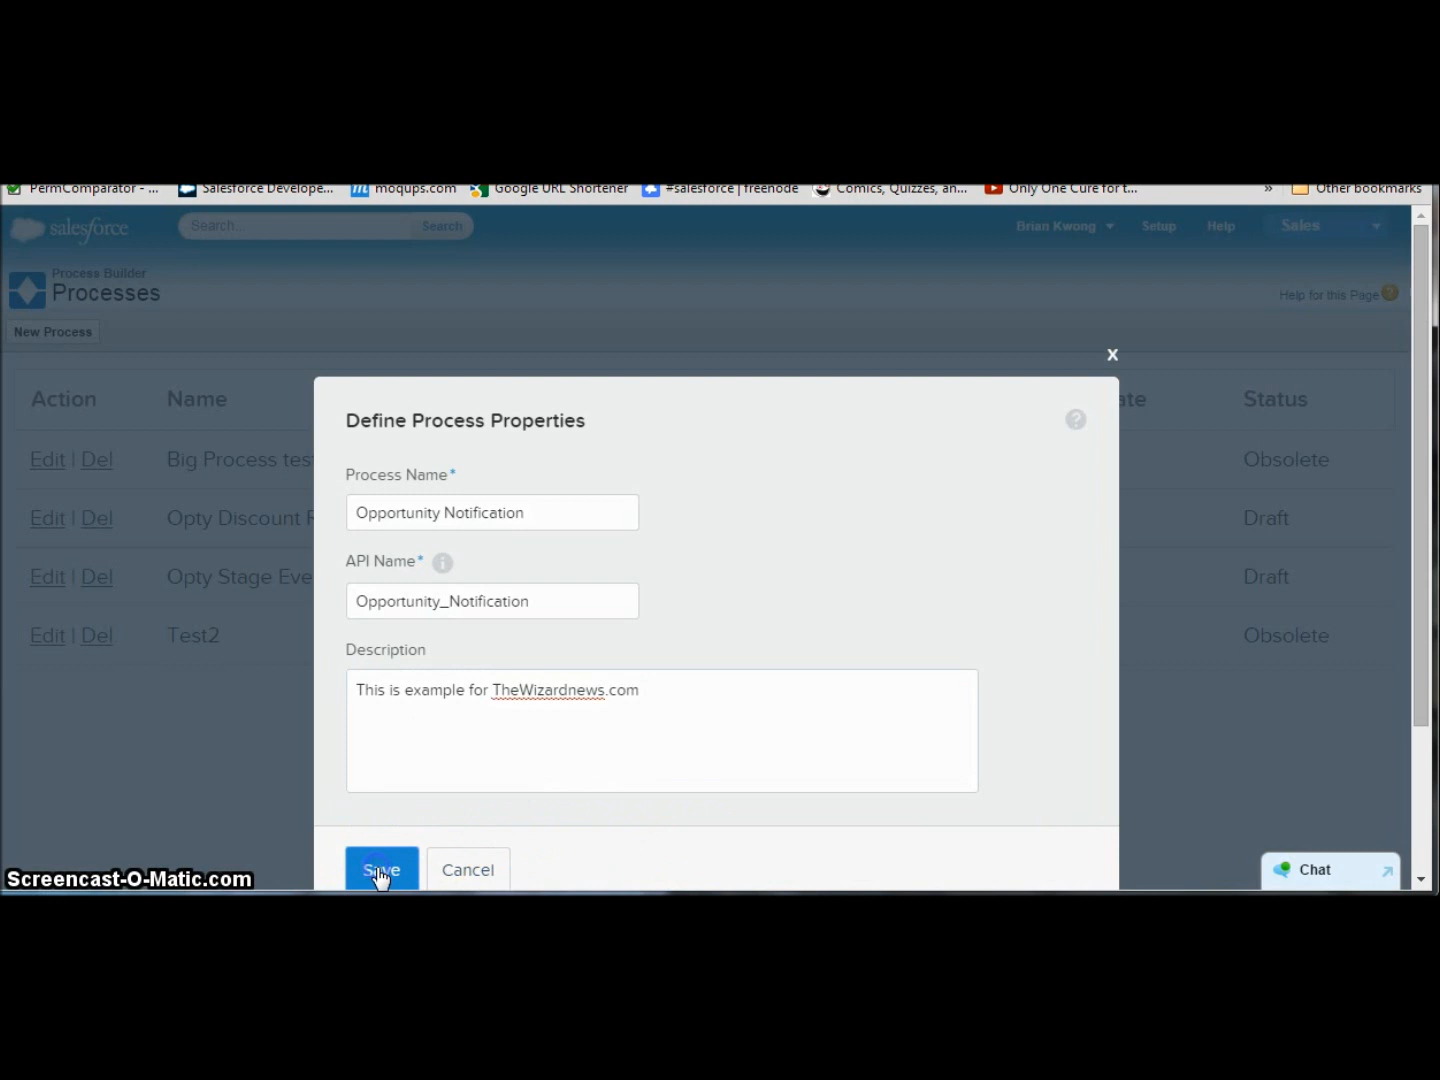 PermComparator - ... Salesforce Develope... moqups.com Google URL Shortener #salesforce | freenode Comics, Quizzes, an... Only One Cure for t... » Other bookmarks
salesforce Search... Search Brian Kwong Setup Help Sales
Process Builder
Processes
Help for this Page ?
New Process
x
Action Name ate Status
Define Process Properties ?
Edit | Del Big Process tes Obsolete
Process Name*
Opportunity Notification
Edit | Del Opty Discount Draft
API Name* i
Edit | Del Opty Stage Eve Draft
Opportunity_Notification
Edit | Del Test2 Obsolete
Description
This is example for TheWizardnews.com
Save Cancel
Chat
Screencast-O-Matic.com